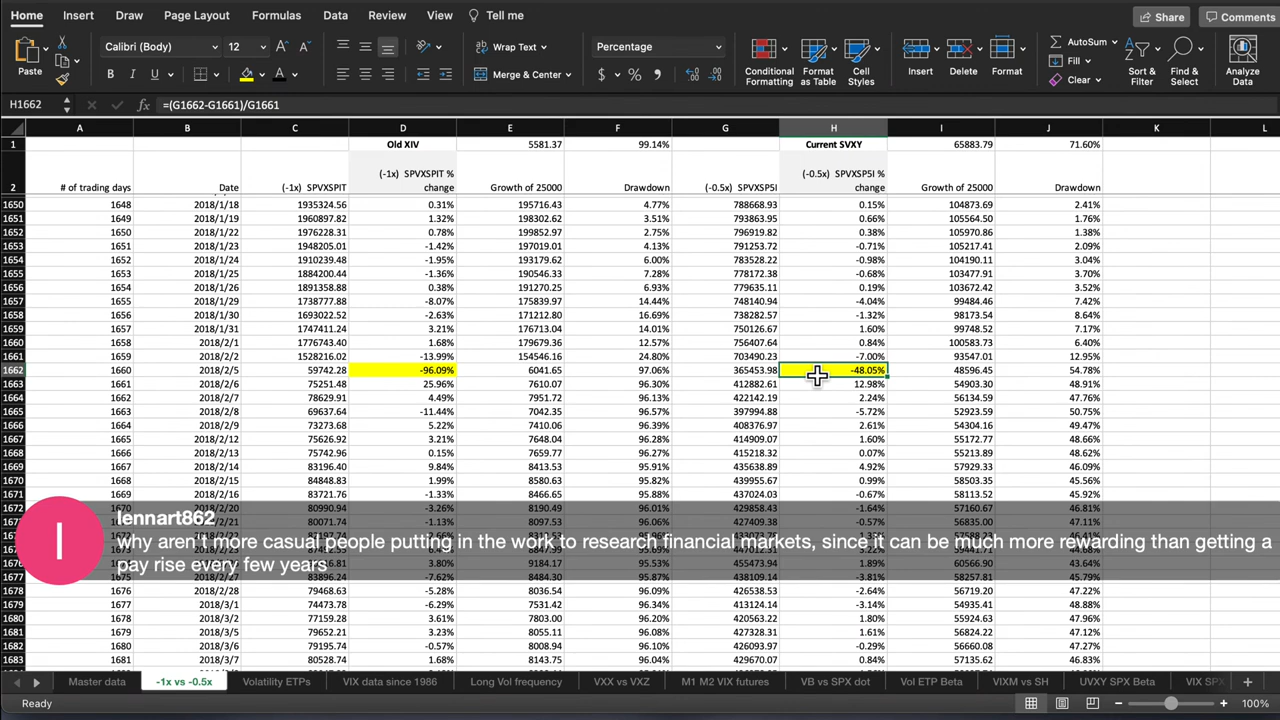 Home Insert Draw Page Layout Formulas Data Review View Tell me Share Comments
Calibri (Body) 12 Wrap Text Percentage AutoSum
Paste B I U Merge & Center $ % Conditional Formatting Format as Table Cell Styles Insert Delete Format Fill Clear Sort & Filter Find & Select Analyze Data
H1662 fx =(G1662-G1661)/G1661
A B C D E F G H I J K L
1 Old XIV 5581.37 99.14% Current SVXY 65883.79 71.60%
2 # of trading days Date (-1x) SPVXSPIT (-1x) SPVXSPIT % change Growth of 25000 Drawdown (-0.5x) SPVXSP5I (-0.5x) SPVXSP5I % change Growth of 25000 Drawdown
1650 1648 2018/1/18 1935324.56 0.31% 195716.43 4.77% 788668.93 0.15% 104873.69 2.41%
1651 1649 2018/1/19 1960897.82 1.32% 198302.62 3.51% 793863.95 0.66% 105564.50 1.76%
1652 1650 2018/1/22 1976228.31 0.78% 199852.97 2.75% 796919.82 0.38% 105970.86 1.38%
1653 1651 2018/1/23 1948205.01 -1.42% 197019.01 4.13% 791253.72 -0.71% 105217.41 2.09%
1654 1652 2018/1/24 1910239.48 -1.95% 193179.62 6.00% 783528.22 -0.98% 104190.11 3.04%
1655 1653 2018/1/25 1884200.44 -1.36% 190546.33 7.28% 778172.38 -0.68% 103477.91 3.70%
1656 1654 2018/1/26 1891358.88 0.38% 191270.25 6.93% 779635.11 0.19% 103672.42 3.52%
1657 1655 2018/1/29 1738777.88 -8.07% 175839.97 14.44% 748140.94 -4.04% 99484.46 7.42%
1658 1656 2018/1/30 1693022.52 -2.63% 171212.80 16.69% 738282.57 -1.32% 98173.54 8.64%
1659 1657 2018/1/31 1747411.24 3.21% 176713.04 14.01% 750126.67 1.60% 99748.52 7.17%
1660 1658 2018/2/1 1776743.40 1.68% 179679.36 12.57% 756407.64 0.84% 100583.73 6.40%
1661 1659 2018/2/2 1528216.02 -13.99% 154546.16 24.80% 703490.23 -7.00% 93547.01 12.95%
1662 1660 2018/2/5 59742.28 -96.09% 6041.65 97.06% 365453.98 -48.05% 48596.45 54.78%
1663 1661 2018/2/6 75251.48 25.96% 7610.07 96.30% 412882.61 12.98% 54903.30 48.91%
1664 1662 2018/2/7 78629.91 4.49% 7951.72 96.13% 422142.19 2.24% 56134.59 47.76%
1665 1663 2018/2/8 69637.64 -11.44% 7042.35 96.57% 397994.88 -5.72% 52923.59 50.75%
1666 1664 2018/2/9 73273.68 5.22% 7410.06 96.39% 408376.97 2.61% 54304.16 49.47%
1667 1665 2018/2/12 75626.92 3.21% 7648.04 96.28% 414909.07 1.60% 55172.77 48.66%
1668 1666 2018/2/13 75742.96 0.15% 7659.77 96.27% 415218.32 0.07% 55213.89 48.62%
1669 1667 2018/2/14 83196.40 9.84% 8413.53 95.91% 435638.89 4.92% 57929.33 46.09%
1670 1668 2018/2/15 84848.83 1.99% 8580.63 95.82% 439955.67 0.99% 58503.35 45.56%
1671 1669 2018/2/16 83721.76 -1.33% 8466.65 95.88% 437024.03 -0.67% 58113.52 45.92%
1672 1670 2018/2/20 80990.94 -3.26% 8190.49 96.01% 429858.43 -1.64% 57160.67 46.81%
80071.74 -1.13% 8097.53 96.06% 427409.38 -0.57% 56835.00 47.11%
I lennart862
why aren't more casual people putting in the work to research financial markets, since it can be much more rewarding than getting a
pay rise every few years
1677 83896.24 -7.62% 8484.30 95.87% 438109.14 -3.81% 58257.81 45.79%
1678 1676 2018/2/28 79468.63 -5.28% 8036.54 96.09% 426538.53 -2.64% 56719.20 47.22%
1679 1677 2018/3/1 74473.78 -6.29% 7531.42 96.34% 413124.14 -3.14% 54935.41 48.88%
1680 1678 2018/3/2 77159.28 3.61% 7803.00 96.20% 420563.22 1.80% 55924.63 47.96%
1681 1679 2018/3/5 79652.21 3.23% 8055.11 96.08% 427328.31 1.61% 56824.22 47.12%
1682 1680 2018/3/6 79195.74 -0.57% 8008.94 96.10% 426093.97 -0.29% 56660.08 47.27%
1683 1681 2018/3/7 80528.74 1.68% 8143.75 96.04% 429670.07 0.84% 57135.62 46.83%
Master data -1x vs -0.5x Volatility ETPs VIX data since 1986 Long Vol frequency VXX vs VXZ M1 M2 VIX futures VB vs SPX dot Vol ETP Beta VIXM vs SH UVXY SPX Beta VIX SPX
Ready 100%